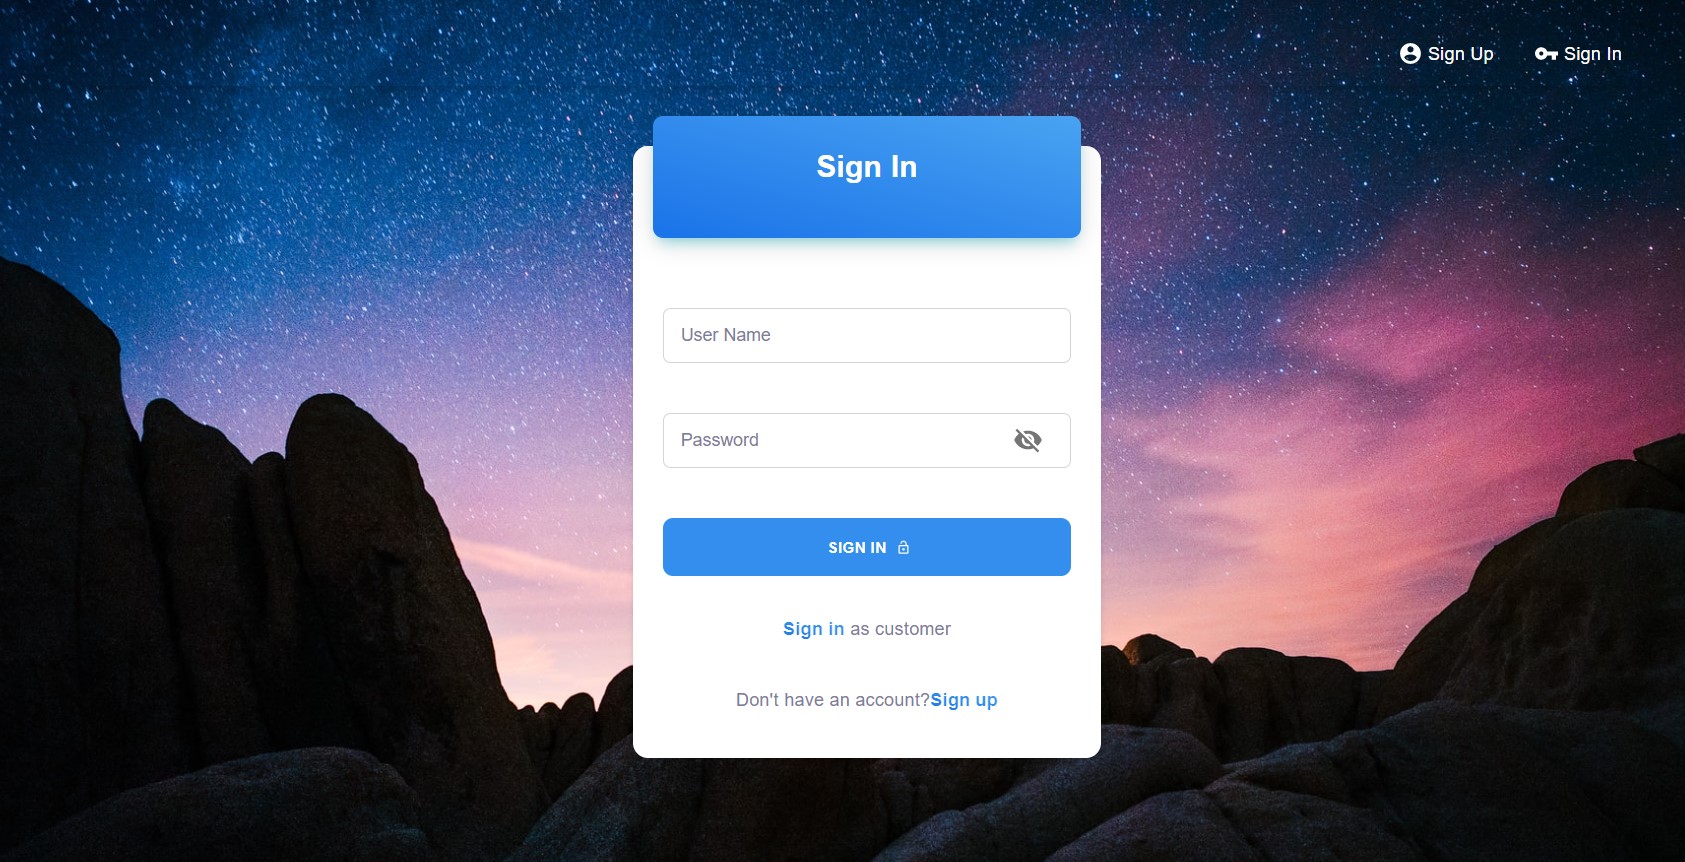 Sign Up
Sign In
Sign In
User Name
Password
SIGN IN
Sign in as customer
Don't have an account?Sign up